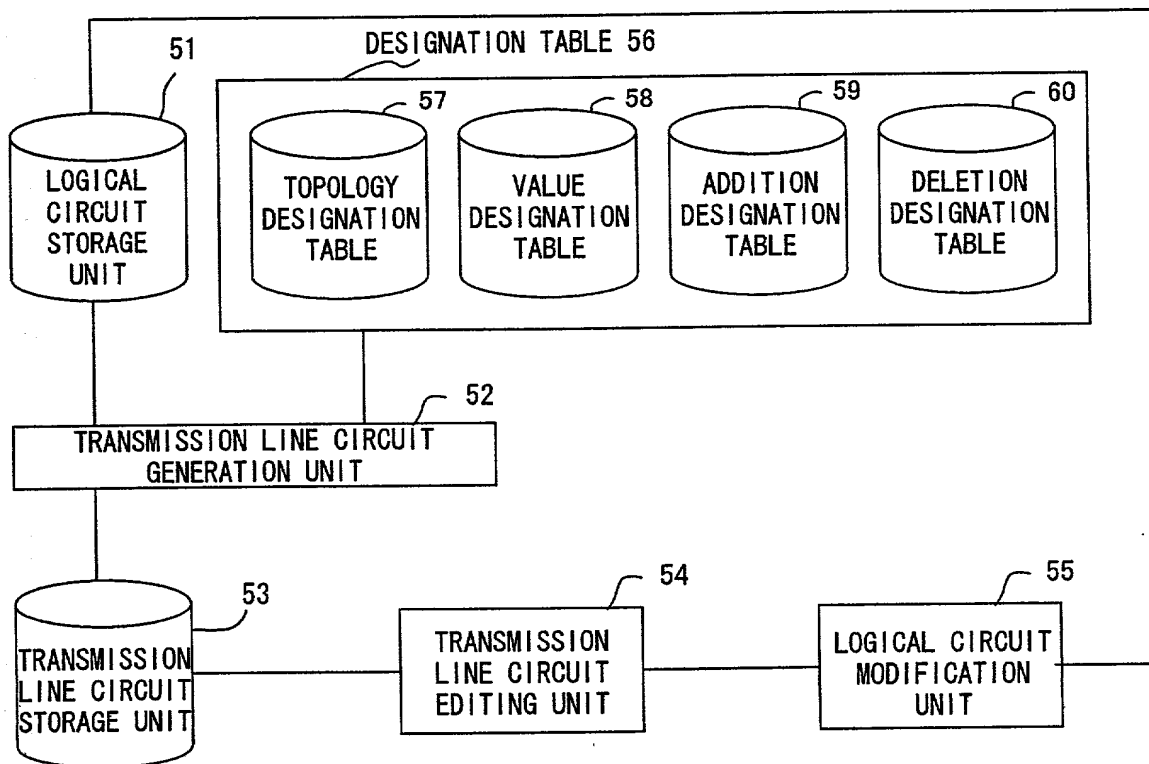 DESIGNATION TABLE 56
51
LOGICAL
CIRCUIT
STORAGE
UNIT
57
TOPOLOGY
DESIGNATION
TABLE
58
VALUE
DESIGNATION
TABLE
59
ADDITION
DESIGNATION
TABLE
60
DELETION
DESIGNATION
TABLE
52
TRANSMISSION LINE CIRCUIT
GENERATION UNIT
53
TRANSMISSION
LINE CIRCUIT
STORAGE UNIT
54
TRANSMISSION
LINE CIRCUIT
EDITING UNIT
55
LOGICAL CIRCUIT
MODIFICATION
UNIT